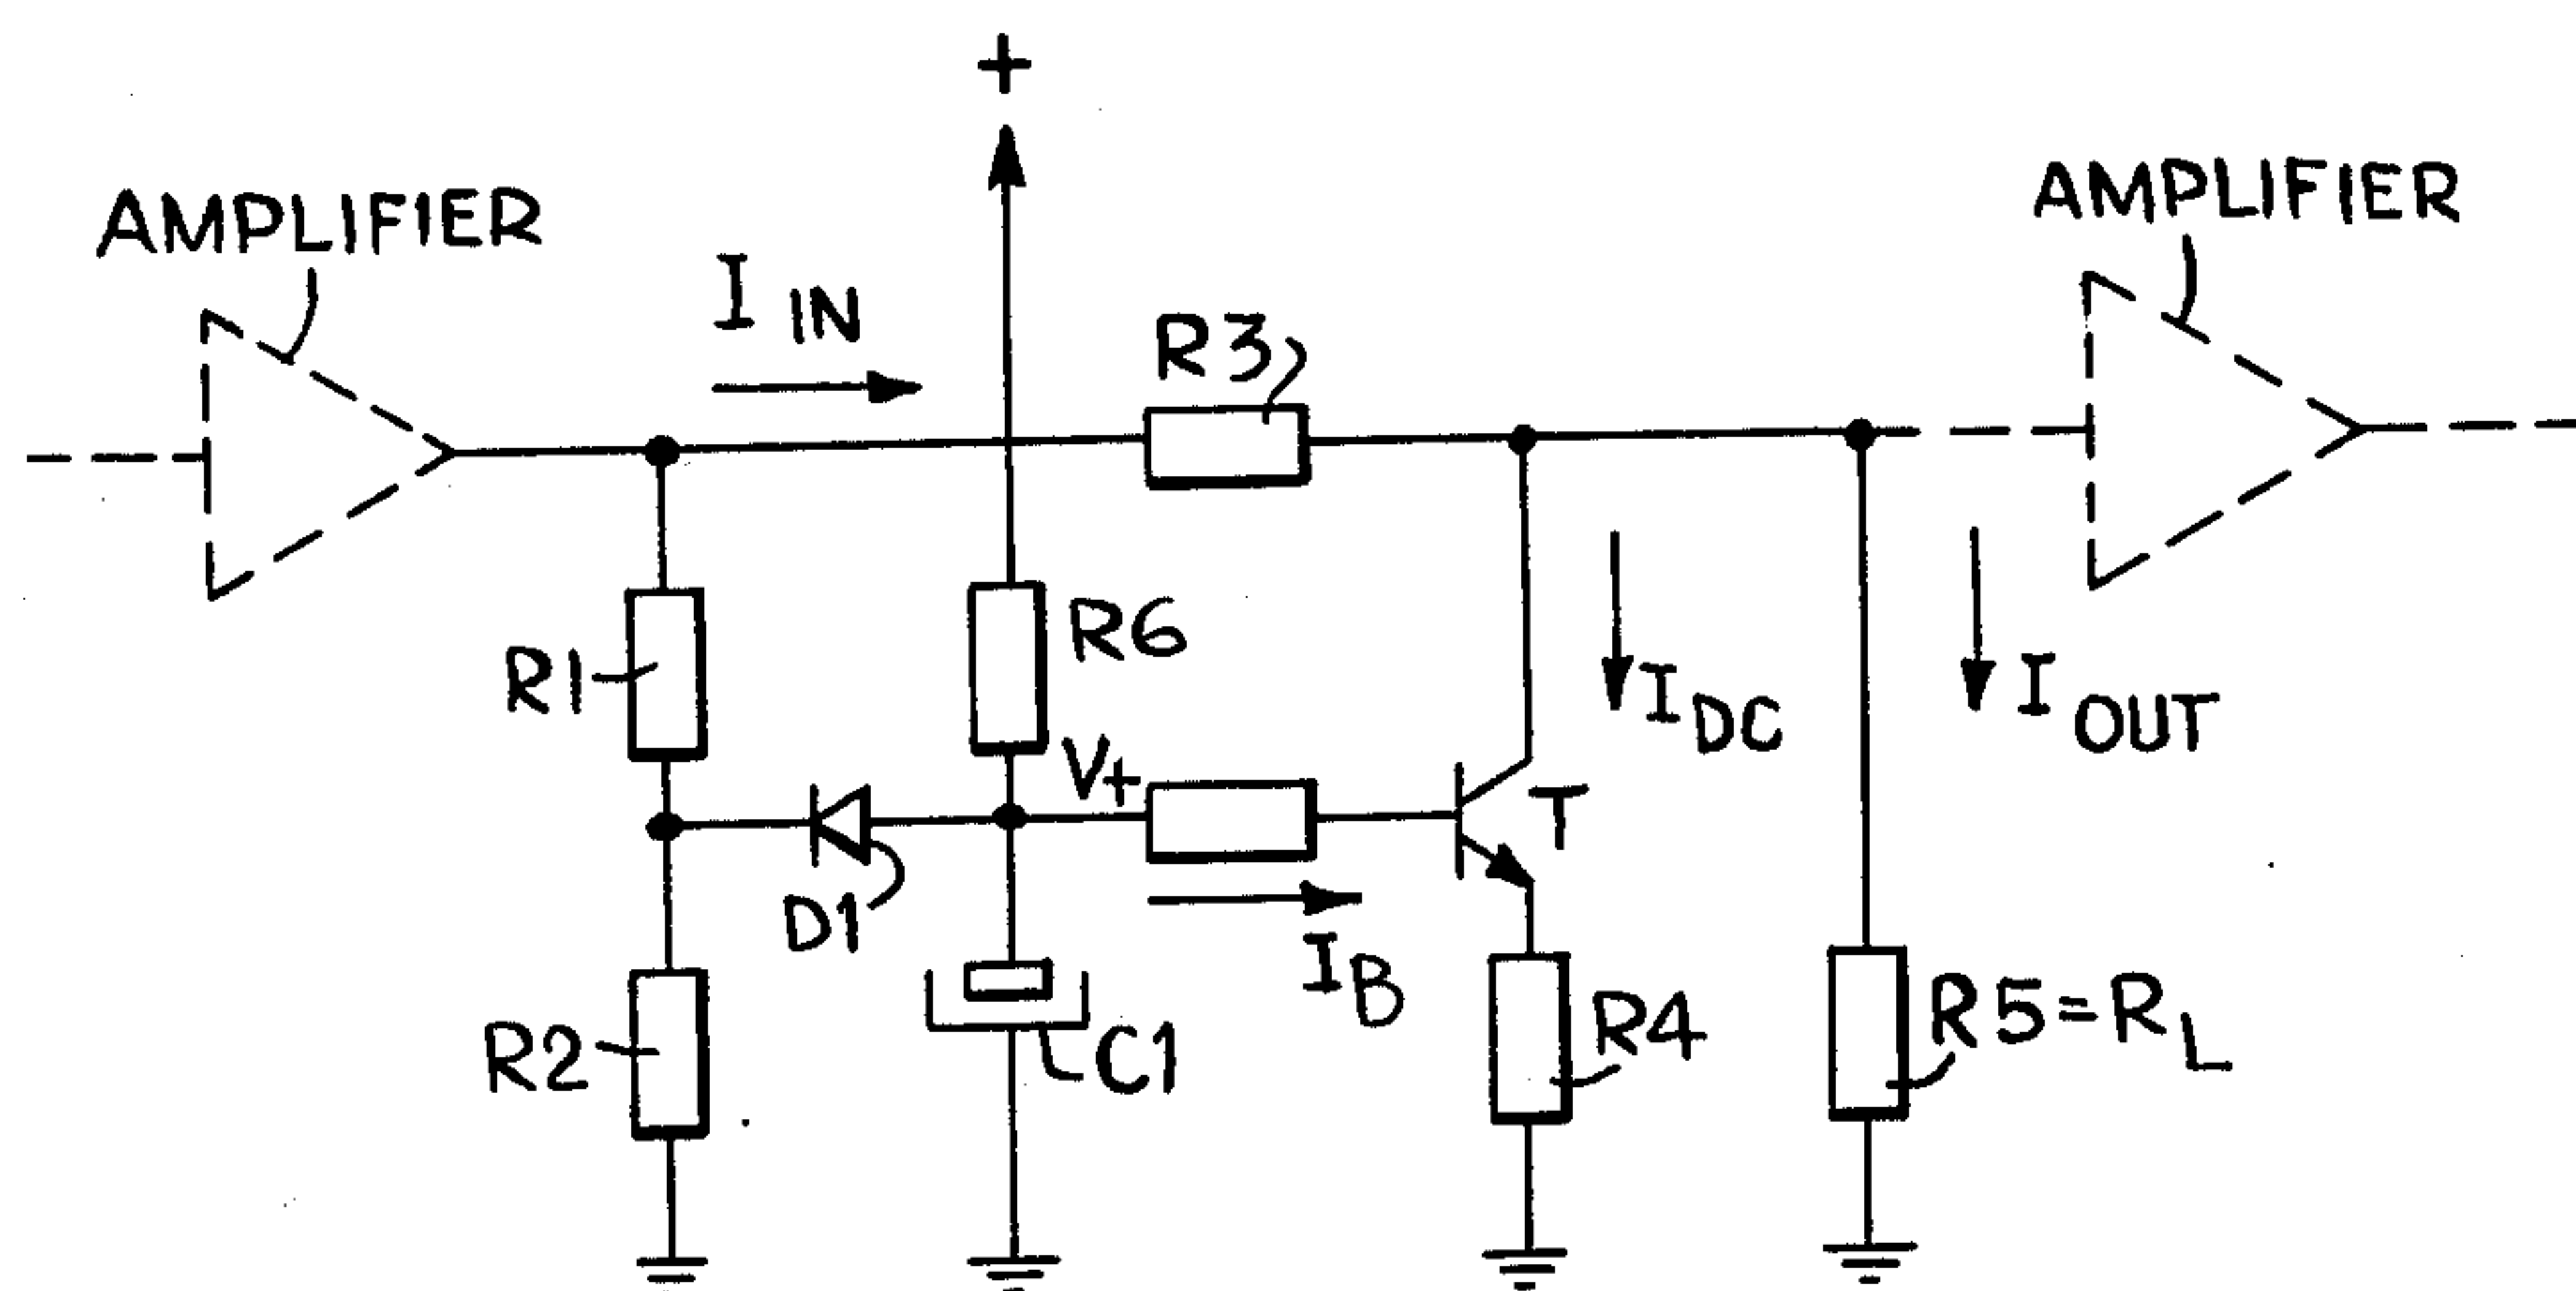 +
AMPLIFIER
AMPLIFIER
I IN
R3
R1
R6
V+
T
I DC
I OUT
D1
I B
R2
C1
R4
R5=RL